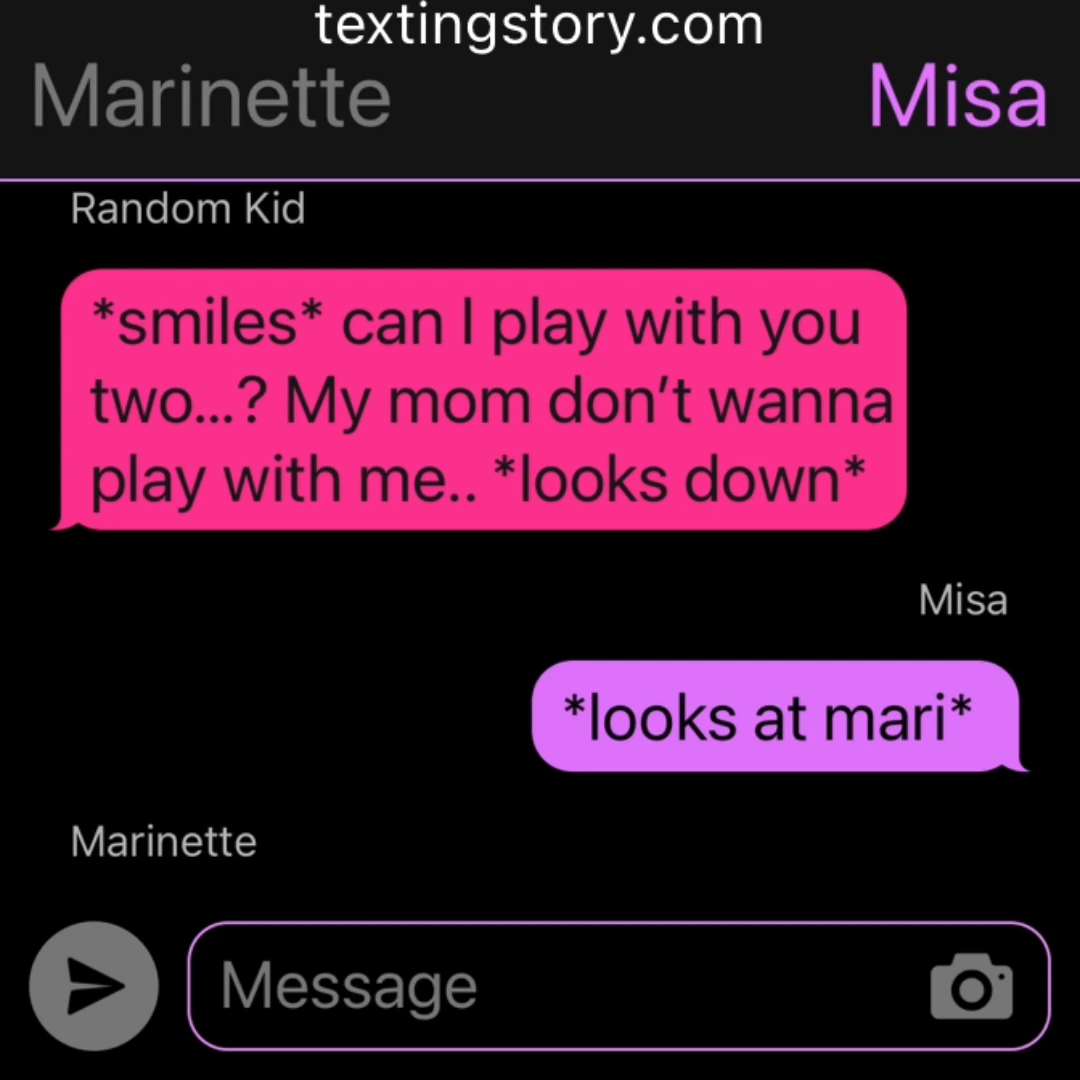 textingstory.com
Marinette Misa
Random Kid
*smiles* can I play with you
two...? My mom don’t wanna
play with me.. *looks down*
Misa
*looks at mari*
Marinette
Message